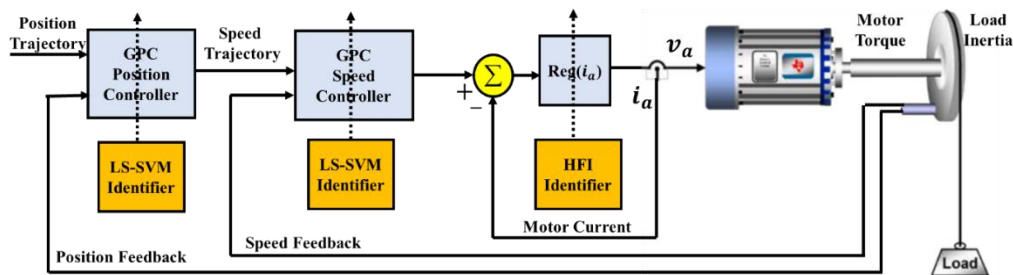 Position
Trajectory
GPC
Position
Controller
Speed
Trajectory
GPC
Speed
Controller
Σ
+
−
Reg(iₐ)
vₐ
iₐ
Motor
Torque
Load
Inertia
LS-SVM
Identifier
LS-SVM
Identifier
HFI
Identifier
Motor Current
Speed Feedback
Position Feedback
Load